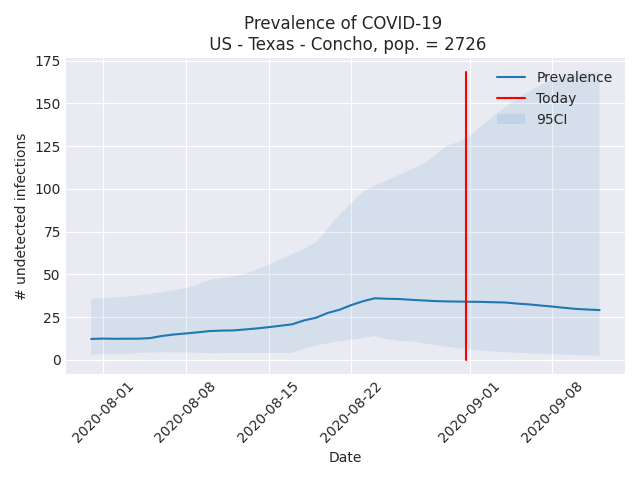 Prevalence of COVID-19
US - Texas - Concho, pop. = 2726
# undetected infections
175
150
125
100
75
50
25
0
Prevalence
Today
95CI
2020-08-01
2020-08-08
2020-08-15
2020-08-22
2020-09-01
2020-09-08
Date